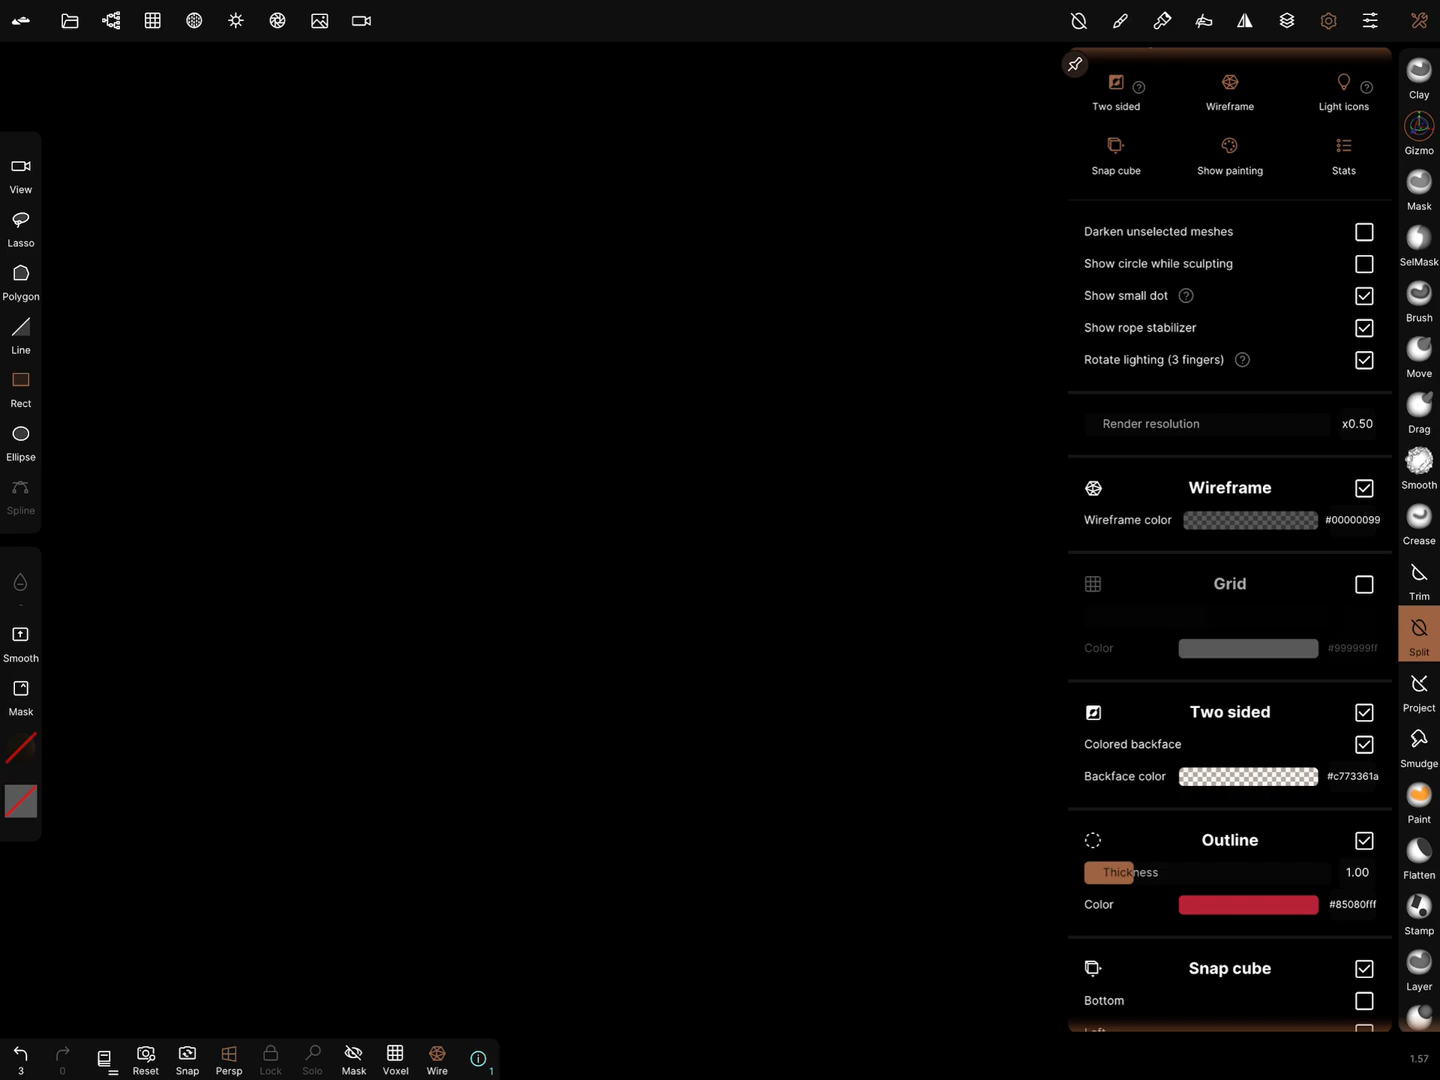 View
Lasso
Polygon
Line
Rect
Ellipse
Spline
-
Smooth
Mask
Two sided
Wireframe
Light icons
Snap cube
Show painting
Stats
Darken unselected meshes
Show circle while sculpting
Show small dot ?
Show rope stabilizer
Rotate lighting (3 fingers) ?
Render resolution x0.50
Wireframe
Wireframe color #00000099
Grid
Color #999999ff
Two sided
Colored backface
Backface color #c773361a
Outline
Thickness 1.00
Color #85080fff
Snap cube
Bottom
Left
Clay
Gizmo
Mask
SelMask
Brush
Move
Drag
Smooth
Crease
Trim
Split
Project
Smudge
Paint
Flatten
Stamp
Layer
3
0
Reset
Snap
Persp
Lock
Solo
Mask
Voxel
Wire
1
1.57